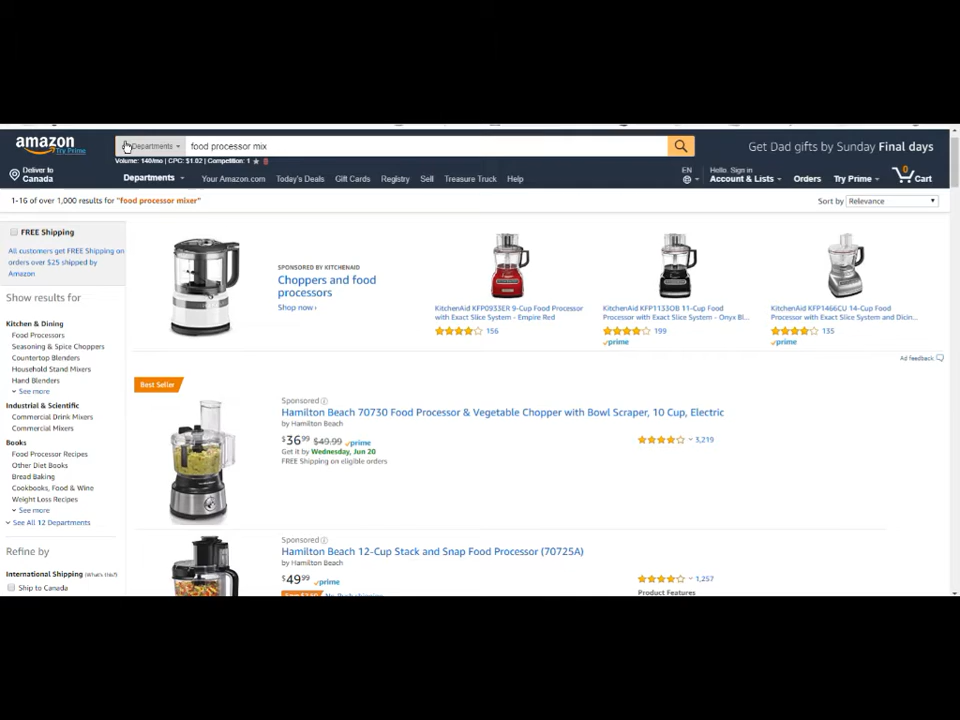 amazon
Try Prime
Departments
food processor mix
Get Dad gifts by Sunday Final days
Volume: 140/mo | CPC: $1.82 | Competition: 1
Deliver to
Canada
Departments
Your Amazon.com
Today's Deals
Gift Cards
Registry
Sell
Treasure Truck
Help
EN
Hello. Sign in
Account & Lists
Orders
Try Prime
0
Cart
1-16 of over 1,000 results for "food processor mixer"
Sort by Relevance
FREE Shipping
All customers get FREE Shipping on
orders over $25 shipped by
Amazon
Show results for
Kitchen & Dining
Food Processors
Seasoning & Spice Choppers
Countertop Blenders
Household Stand Mixers
Hand Blenders
See more
Industrial & Scientific
Commercial Drink Mixers
Commercial Mixers
Books
Food Processor Recipes
Other Diet Books
Bread Baking
Cookbooks, Food & Wine
Weight Loss Recipes
See more
See All 12 Departments
Refine by
International Shipping (What's this?)
Ship to Canada
SPONSORED BY KITCHENAID
Choppers and food
processors
Shop now ›
KitchenAid KFP0933ER 9-Cup Food Processor
with Exact Slice System - Empire Red
156
KitchenAid KFP1133OB 11-Cup Food
Processor with Exact Slice System - Onyx Bl...
199
prime
KitchenAid KFP1466CU 14-Cup Food
Processor with Exact Slice System and Dicin...
135
prime
Ad feedback
Best Seller
Sponsored
Hamilton Beach 70730 Food Processor & Vegetable Chopper with Bowl Scraper, 10 Cup, Electric
by Hamilton Beach
$36.99 $49.99 prime
3,219
Get it by Wednesday, Jun 20
FREE Shipping on eligible orders
Sponsored
Hamilton Beach 12-Cup Stack and Snap Food Processor (70725A)
by Hamilton Beach
$49.99 prime
1,257
Product Features